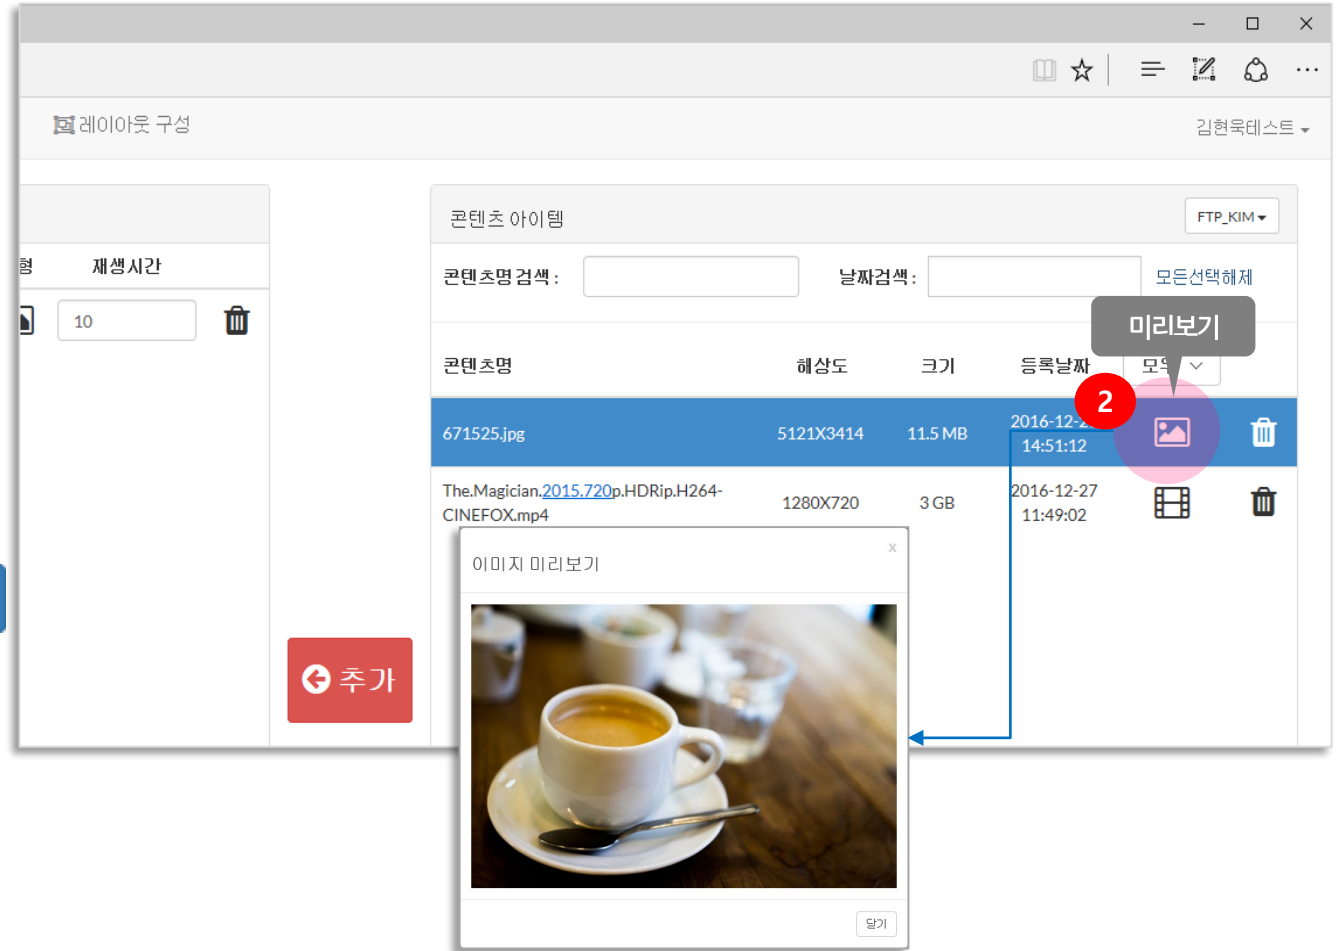 레이아웃 구성
김현욱테스트
콘텐츠 아이템
FTP_KIM
형
재생시간
콘텐츠명 검색 :
날짜검색 :
모든선택해제
10
미리보기
콘텐츠명
해상도
크기
등록날짜
2
671525.jpg
5121X3414
11.5 MB
2016-12-2
14:51:12
The.Magician.2015.720p.HDRip.H264-
CINEFOX.mp4
1280X720
3 GB
2016-12-27
11:49:02
이미지 미리보기
x
추가
닫기